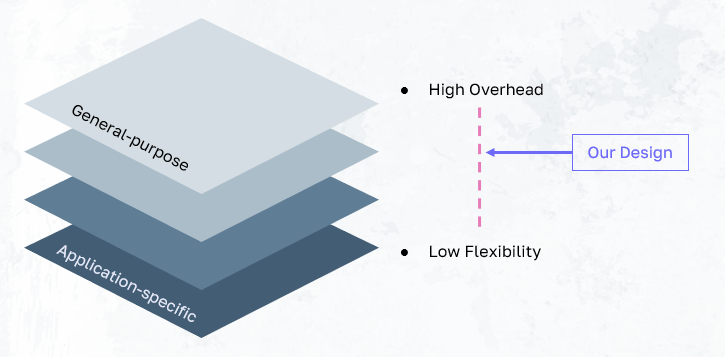 General-purpose
Application-specific
High Overhead
Our Design
Low Flexibility